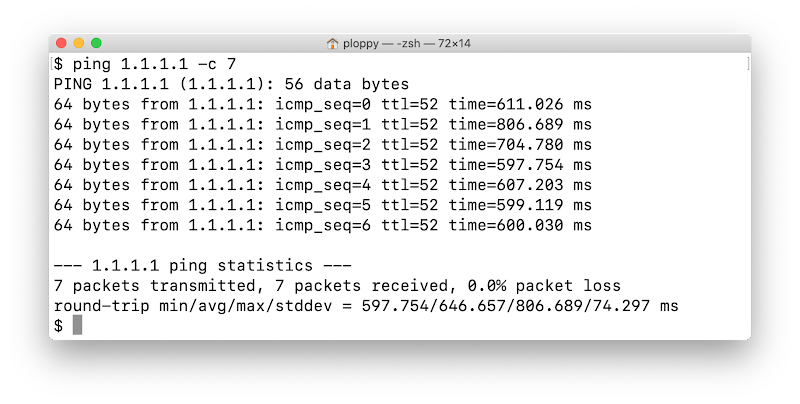 ploppy — -zsh — 72×14
$ ping 1.1.1.1 -c 7
PING 1.1.1.1 (1.1.1.1): 56 data bytes
64 bytes from 1.1.1.1: icmp_seq=0 ttl=52 time=611.026 ms
64 bytes from 1.1.1.1: icmp_seq=1 ttl=52 time=806.689 ms
64 bytes from 1.1.1.1: icmp_seq=2 ttl=52 time=704.780 ms
64 bytes from 1.1.1.1: icmp_seq=3 ttl=52 time=597.754 ms
64 bytes from 1.1.1.1: icmp_seq=4 ttl=52 time=607.203 ms
64 bytes from 1.1.1.1: icmp_seq=5 ttl=52 time=599.119 ms
64 bytes from 1.1.1.1: icmp_seq=6 ttl=52 time=600.030 ms
--- 1.1.1.1 ping statistics ---
7 packets transmitted, 7 packets received, 0.0% packet loss
round-trip min/avg/max/stddev = 597.754/646.657/806.689/74.297 ms
$